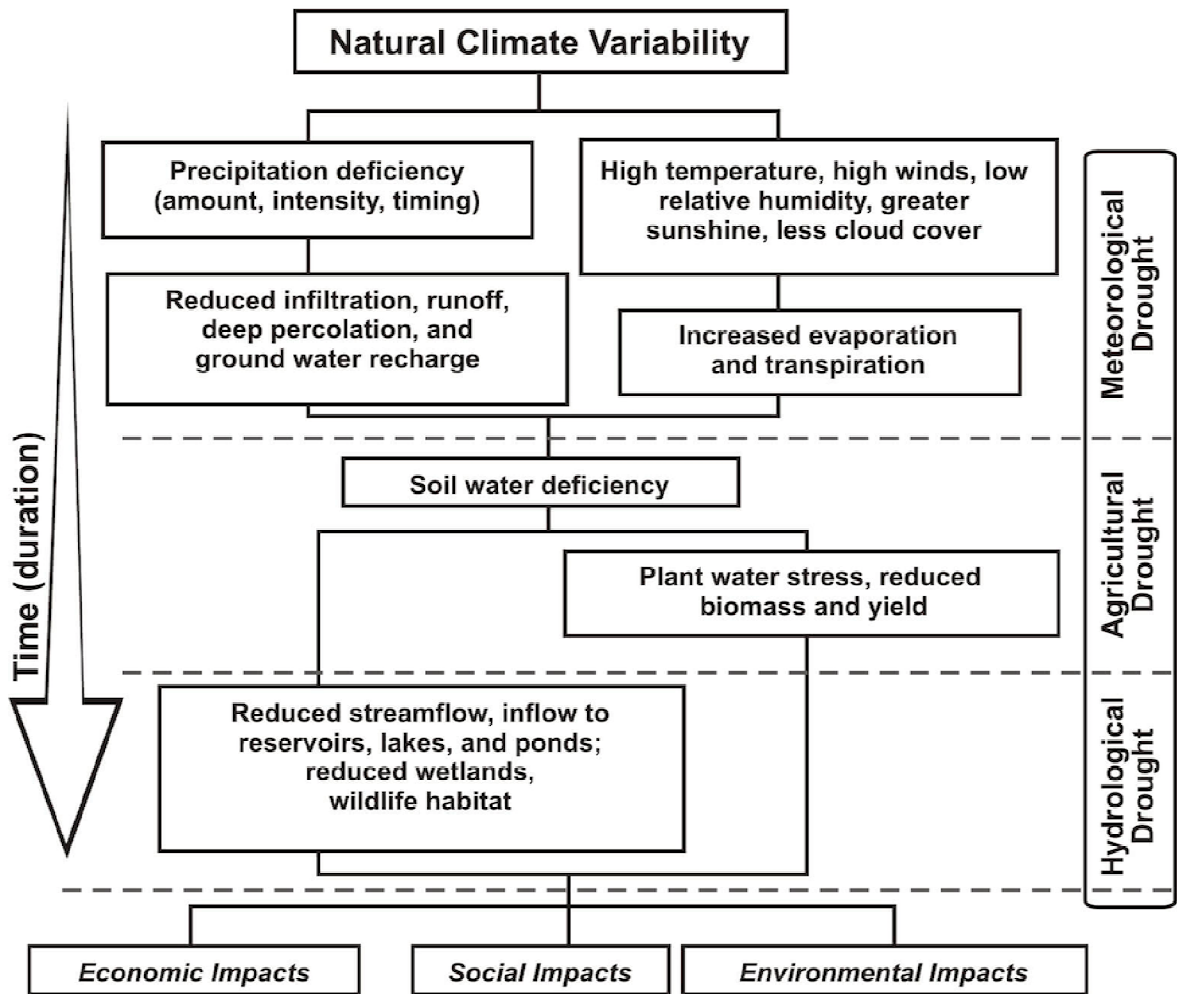 Natural Climate Variability
Precipitation deficiency
(amount, intensity, timing)
High temperature, high winds, low
relative humidity, greater
sunshine, less cloud cover
Reduced infiltration, runoff,
deep percolation, and
ground water recharge
Increased evaporation
and transpiration
Meteorological
Drought
Time (duration)
Soil water deficiency
Plant water stress, reduced
biomass and yield
Agricultural
Drought
Reduced streamflow, inflow to
reservoirs, lakes, and ponds;
reduced wetlands,
wildlife habitat
Hydrological
Drought
Economic Impacts
Social Impacts
Environmental Impacts